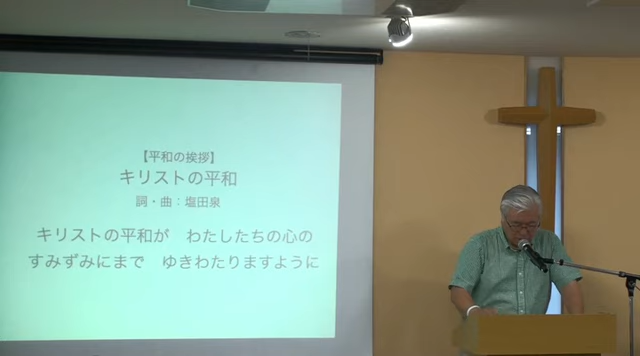 【平和の挨拶】
キリストの平和
詞・曲：塩田泉
キリストの平和が　わたしたちの心の
すみずみにまで　ゆきわたりますように